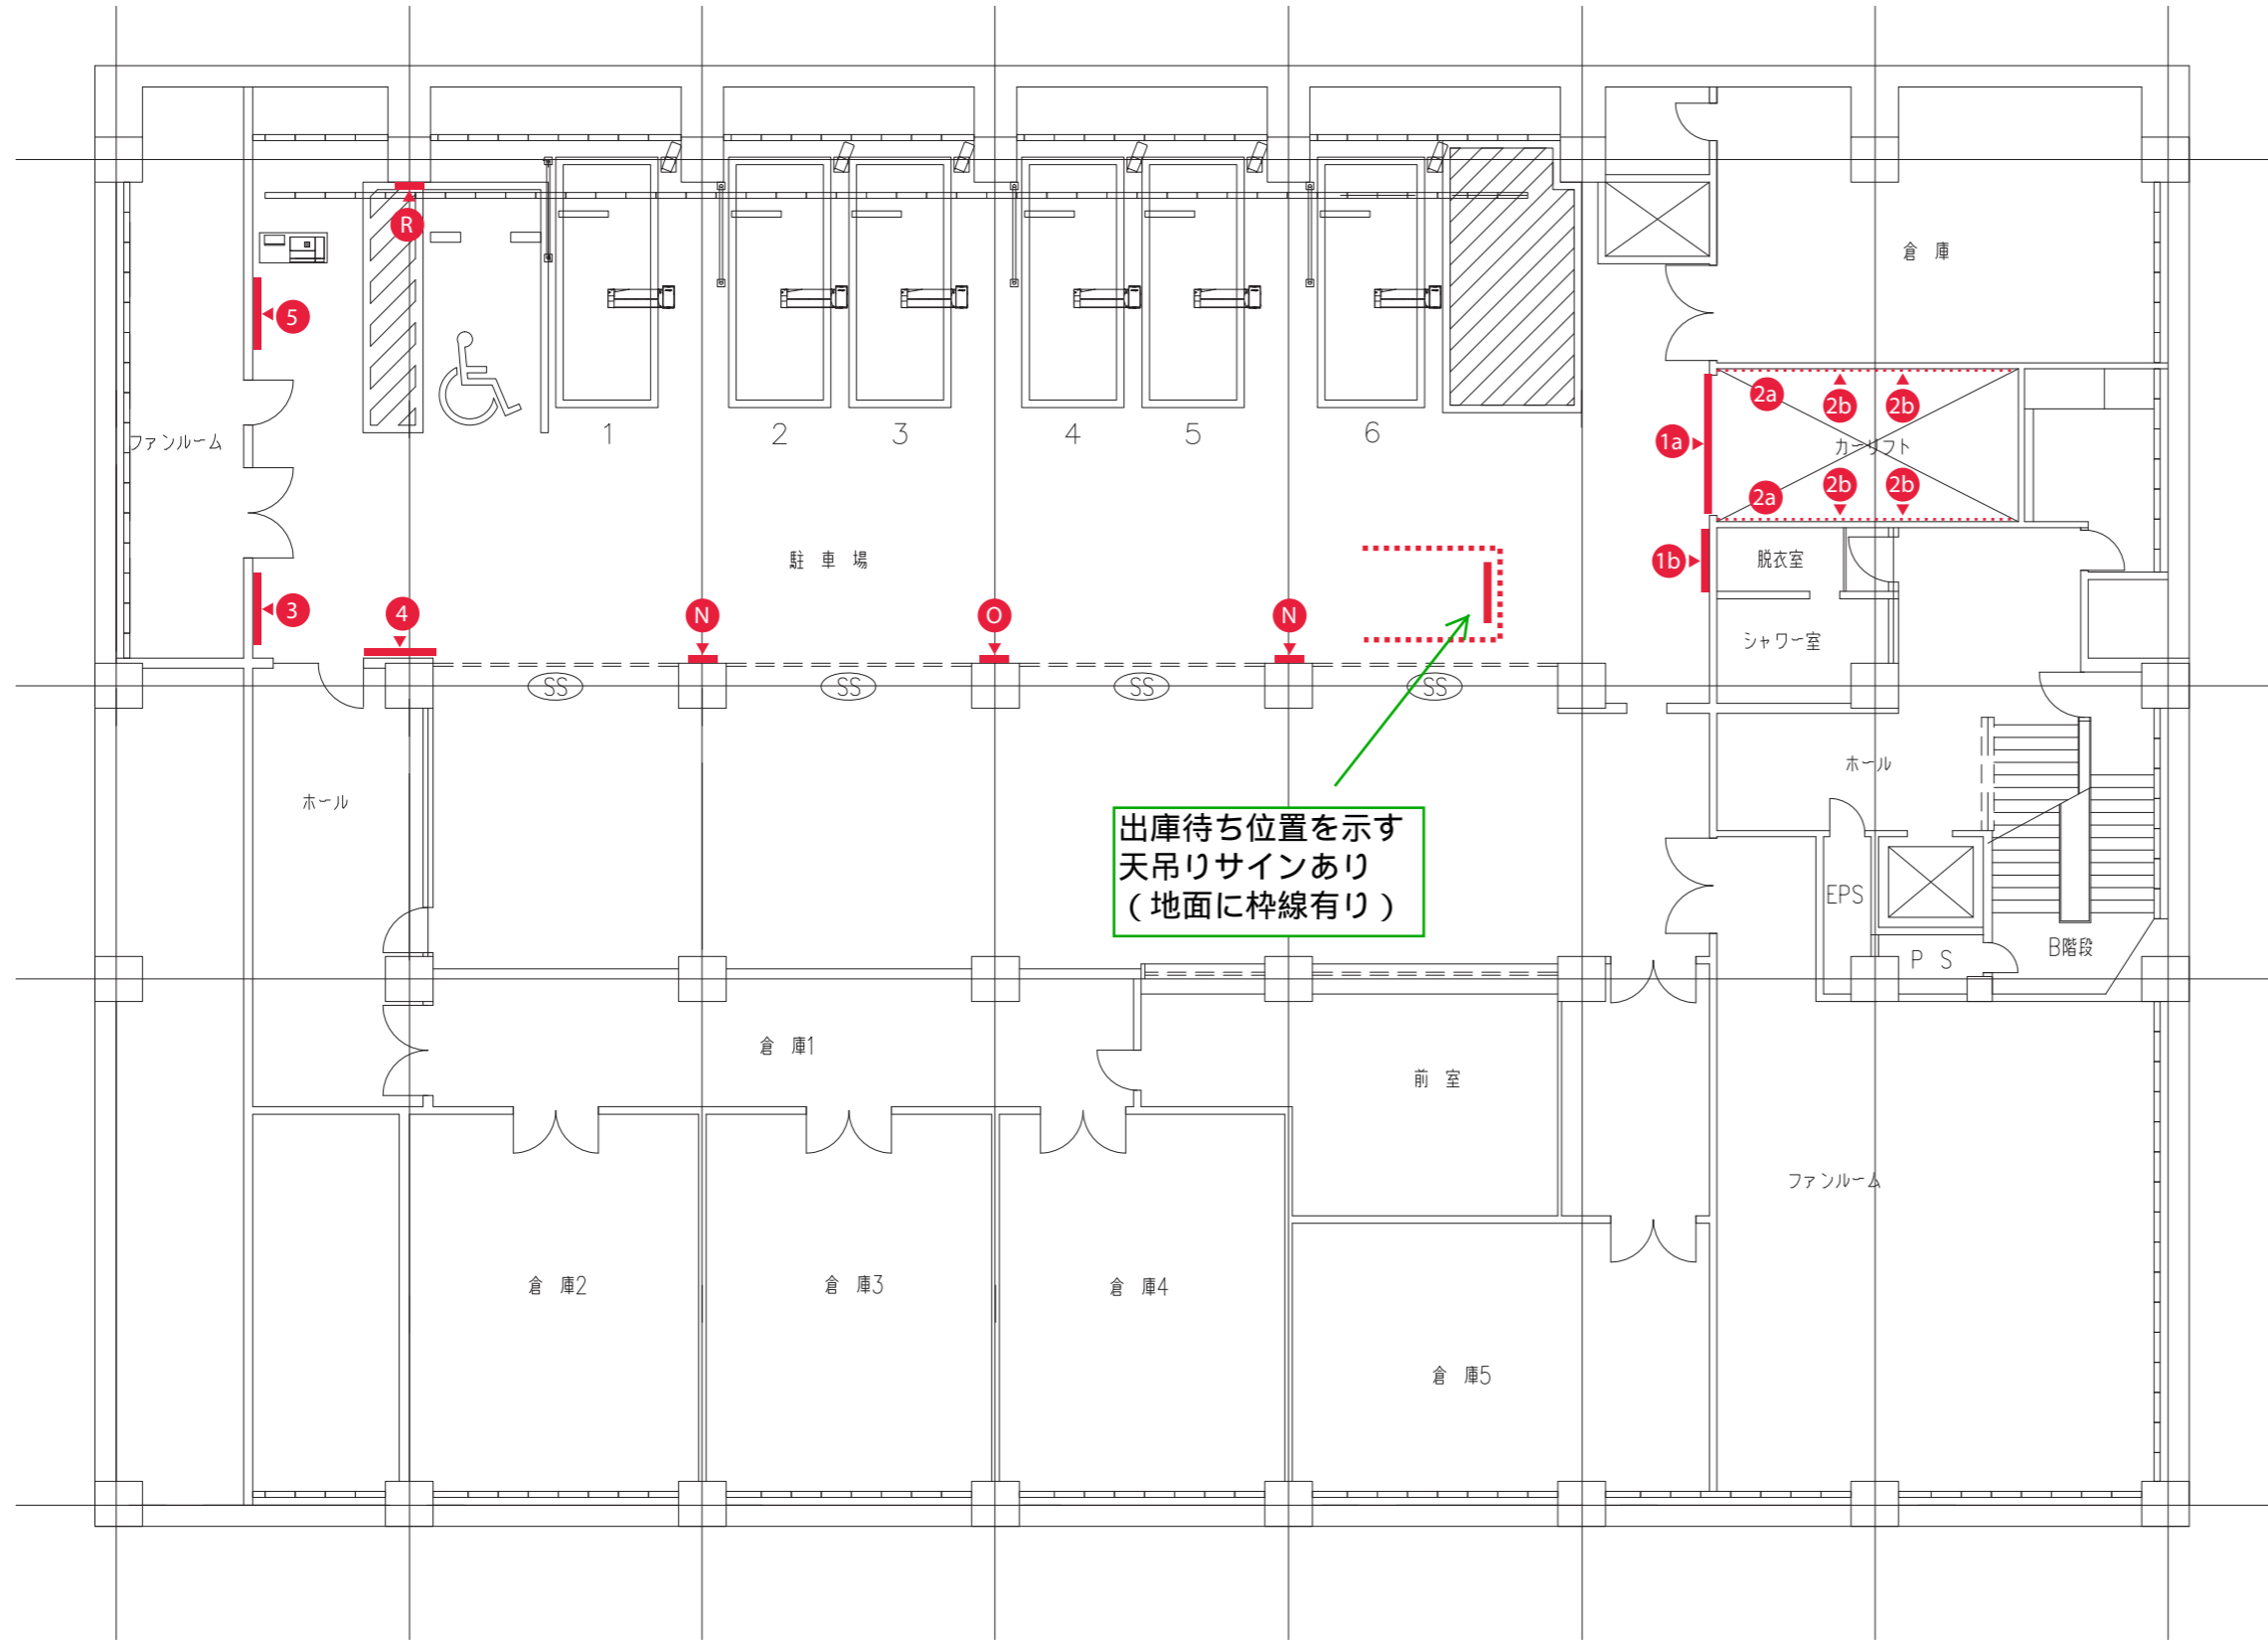 R
倉 庫
5
2a
2b
2b
1
2
3
4
5
6
ファンルーム
1a
カーリフト
2a
2b
2b
駐 車 場
1b
脱衣室
3
4
N
O
N
シャワー室
SS
SS
SS
SS
ホール
ホール
出庫待ち位置を示す
天吊りサインあり
(地面に枠線有り)
EPS
P S
B階段
倉 庫1
前 室
ファンルーム
倉 庫2
倉 庫3
倉 庫4
倉 庫5